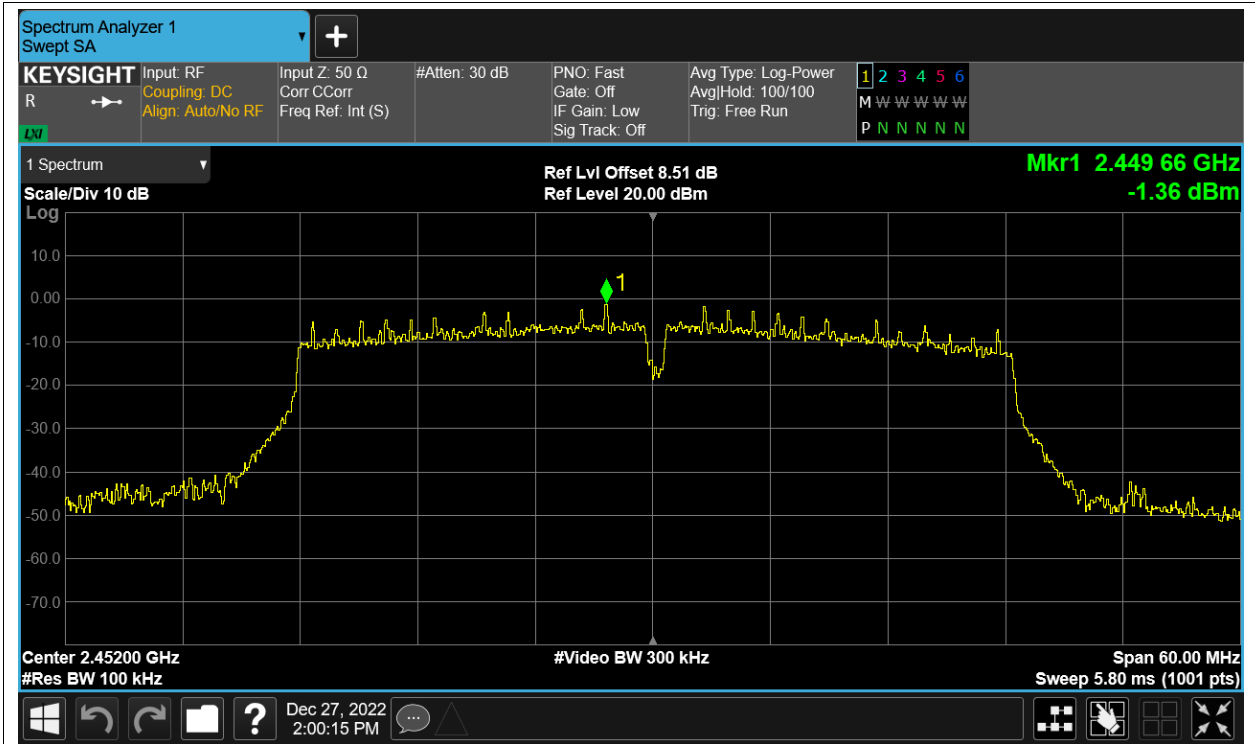 Spectrum Analyzer 1
Swept SA
KEYSIGHT
R
LXI
Input: RF
Coupling: DC
Align: Auto/No RF
Input Z: 50 Ω
Corr CCorr
Freq Ref: Int (S)
#Atten: 30 dB
PNO: Fast
Gate: Off
IF Gain: Low
Sig Track: Off
Avg Type: Log-Power
Avg|Hold: 100/100
Trig: Free Run
1 2 3 4 5 6
M W W W W W
P N N N N N
1 Spectrum
Scale/Div 10 dB
Log
Ref Lvl Offset 8.51 dB
Ref Level 20.00 dBm
Mkr1 2.449 66 GHz
-1.36 dBm
10.0
0.00
-10.0
-20.0
-30.0
-40.0
-50.0
-60.0
-70.0
1
Center 2.45200 GHz
#Res BW 100 kHz
#Video BW 300 kHz
Span 60.00 MHz
Sweep 5.80 ms (1001 pts)
?
Dec 27, 2022
2:00:15 PM